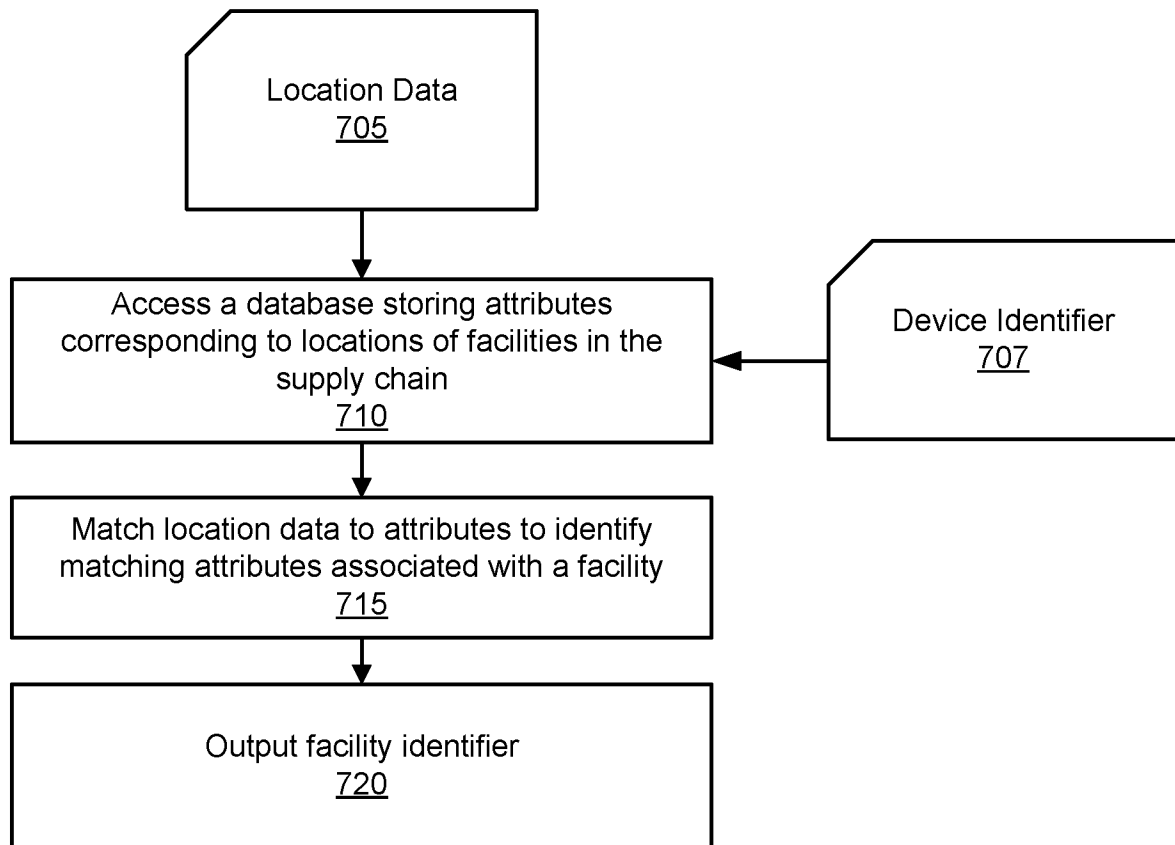 Location Data
705
Access a database storing attributes
corresponding to locations of facilities in the
supply chain
710
Device Identifier
707
Match location data to attributes to identify
matching attributes associated with a facility
715
Output facility identifier
720